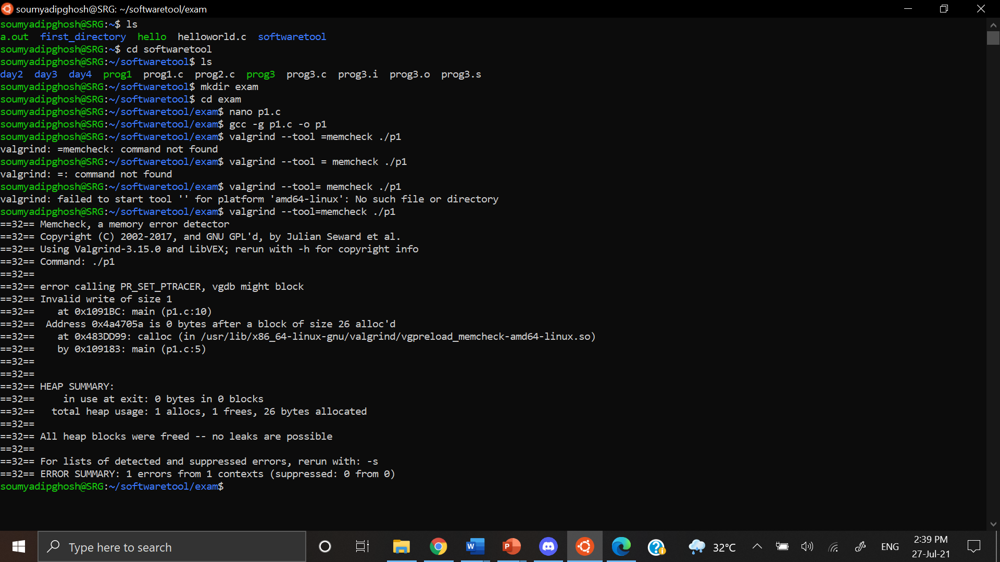 soumyadipghosh@SRG: ~/softwaretool/exam
soumyadipghosh@SRG:~$ ls
a.out  first_directory  hello  helloworld.c  softwaretool
soumyadipghosh@SRG:~$ cd softwaretool
soumyadipghosh@SRG:~/softwaretool$ ls
day2  day3  day4  prog1  prog1.c  prog2.c  prog3  prog3.c  prog3.i  prog3.o  prog3.s
soumyadipghosh@SRG:~/softwaretool$ mkdir exam
soumyadipghosh@SRG:~/softwaretool$ cd exam
soumyadipghosh@SRG:~/softwaretool/exam$ nano p1.c
soumyadipghosh@SRG:~/softwaretool/exam$ gcc -g p1.c -o p1
soumyadipghosh@SRG:~/softwaretool/exam$ valgrind --tool =memcheck ./p1
valgrind: =memcheck: command not found
soumyadipghosh@SRG:~/softwaretool/exam$ valgrind --tool = memcheck ./p1
valgrind: =: command not found
soumyadipghosh@SRG:~/softwaretool/exam$ valgrind --tool= memcheck ./p1
valgrind: failed to start tool '' for platform 'amd64-linux': No such file or directory
soumyadipghosh@SRG:~/softwaretool/exam$ valgrind --tool=memcheck ./p1
==32== Memcheck, a memory error detector
==32== Copyright (C) 2002-2017, and GNU GPL'd, by Julian Seward et al.
==32== Using Valgrind-3.15.0 and LibVEX; rerun with -h for copyright info
==32== Command: ./p1
==32==
==32== error calling PR_SET_PTRACER, vgdb might block
==32== Invalid write of size 1
==32==    at 0x1091BC: main (p1.c:10)
==32==  Address 0x4a4705a is 0 bytes after a block of size 26 alloc'd
==32==    at 0x483DD99: calloc (in /usr/lib/x86_64-linux-gnu/valgrind/vgpreload_memcheck-amd64-linux.so)
==32==    by 0x109183: main (p1.c:5)
==32==
==32==
==32== HEAP SUMMARY:
==32==     in use at exit: 0 bytes in 0 blocks
==32==   total heap usage: 1 allocs, 1 frees, 26 bytes allocated
==32==
==32== All heap blocks were freed -- no leaks are possible
==32==
==32== For lists of detected and suppressed errors, rerun with: -s
==32== ERROR SUMMARY: 1 errors from 1 contexts (suppressed: 0 from 0)
soumyadipghosh@SRG:~/softwaretool/exam$
Type here to search
32°C
ENG
2:39 PM
27-Jul-21